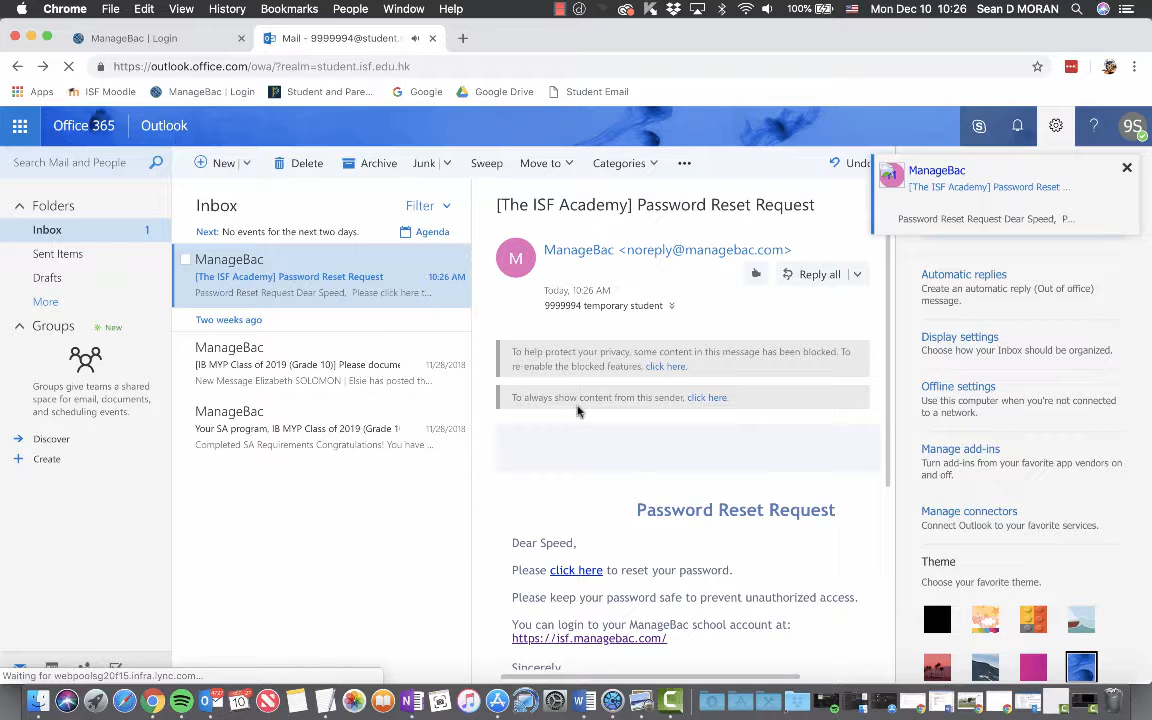 Chrome File Edit View History Bookmarks People Window Help 100% Mon Dec 10 10:26 Sean D MORAN
ManageBac | Login
Mail - 9999994@student.i
https://outlook.office.com/owa/?realm=student.isf.edu.hk
Apps ISF Moodle ManageBac | Login Student and Pare... Google Google Drive Student Email
Office 365 Outlook 9S
Search Mail and People New Delete Archive Junk Sweep Move to Categories ••• Undo
ManageBac
[The ISF Academy] Password Reset ...
Password Reset Request Dear Speed, P...
Folders
Inbox 1
Sent Items
Drafts
More
Groups New
Groups give teams a shared
space for email, documents,
and scheduling events.
Discover
Create
Inbox Filter
Next: No events for the next two days. Agenda
ManageBac
[The ISF Academy] Password Reset Request 10:26 AM
Password Reset Request Dear Speed, Please click here t...
Two weeks ago
ManageBac
[IB MYP Class of 2019 (Grade 10)] Please docume 11/28/2018
New Message Elizabeth SOLOMON | Elsie has posted th...
ManageBac
Your SA program, IB MYP Class of 2019 (Grade 1 11/28/2018
Completed SA Requirements Congratulations! You have ...
[The ISF Academy] Password Reset Request
M
ManageBac <noreply@managebac.com>
Reply all
Today, 10:26 AM
9999994 temporary student
To help protect your privacy, some content in this message has been blocked. To
re-enable the blocked features, click here.
To always show content from this sender, click here.
Password Reset Request
Dear Speed,
Please click here to reset your password.
Please keep your password safe to prevent unauthorized access.
You can login to your ManageBac school account at:
https://isf.managebac.com/
Sincerely
Automatic replies
Create an automatic reply (Out of office)
message.
Display settings
Choose how your Inbox should be organized.
Offline settings
Use this computer when you're not connected
to a network.
Manage add-ins
Turn add-ins from your favorite app vendors on
and off.
Manage connectors
Connect Outlook to your favorite services.
Theme
Choose your favorite theme.
Waiting for webpoolsg20f15.infra.lync.com...